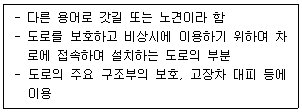 - 다른 용어로 갓길 또는 노견이라 함
- 도로를 보호하고 비상시에 이용하기 위하여 차
로에 접속하여 설치하는 도로의 부분
- 도로의 주요 구조부의 보호, 고장차 대피 등에
이용